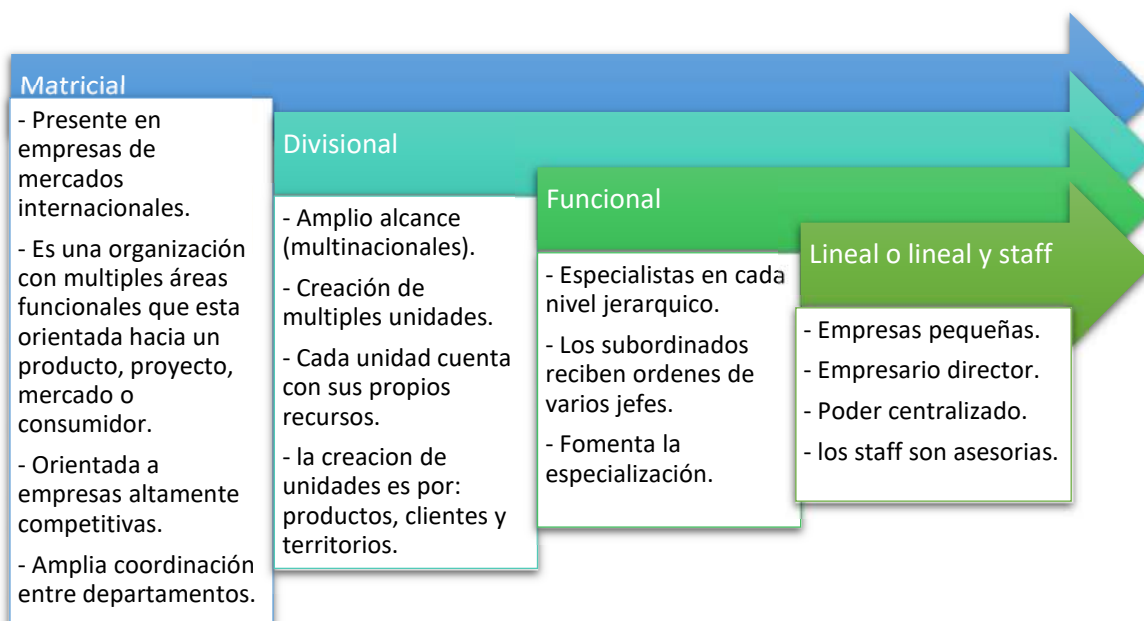 Matricial
- Presente en
empresas de
mercados
internacionales.
- Es una organización
con multiples áreas
funcionales que esta
orientada hacia un
producto, proyecto,
mercado o
consumidor.
- Orientada a
empresas altamente
competitivas.
- Amplia coordinación
entre departamentos.
Divisional
- Amplio alcance
(multinacionales).
- Creación de
multiples unidades.
- Cada unidad cuenta
con sus propios
recursos.
- la creacion de
unidades es por:
productos, clientes y
territorios.
Funcional
- Especialistas en cada
nivel jerarquico.
- Los subordinados
reciben ordenes de
varios jefes.
- Fomenta la
especialización.
Lineal o lineal y staff
- Empresas pequeñas.
- Empresario director.
- Poder centralizado.
- los staff son asesorias.